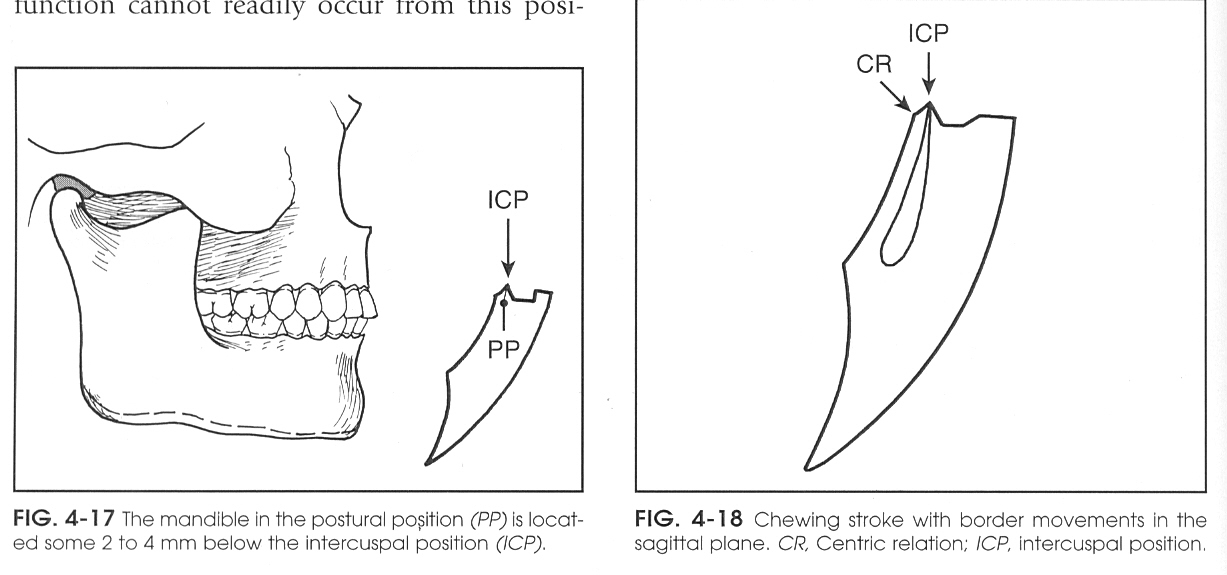 function cannot readily occur from this posi-
ICP
PP
FIG. 4-17 The mandible in the postural position (PP) is locat-
ed some 2 to 4 mm below the intercuspal position (ICP).
ICP
CR
FIG. 4-18 Chewing stroke with border movements in the
sagittal plane. CR, Centric relation; ICP, intercuspal position.